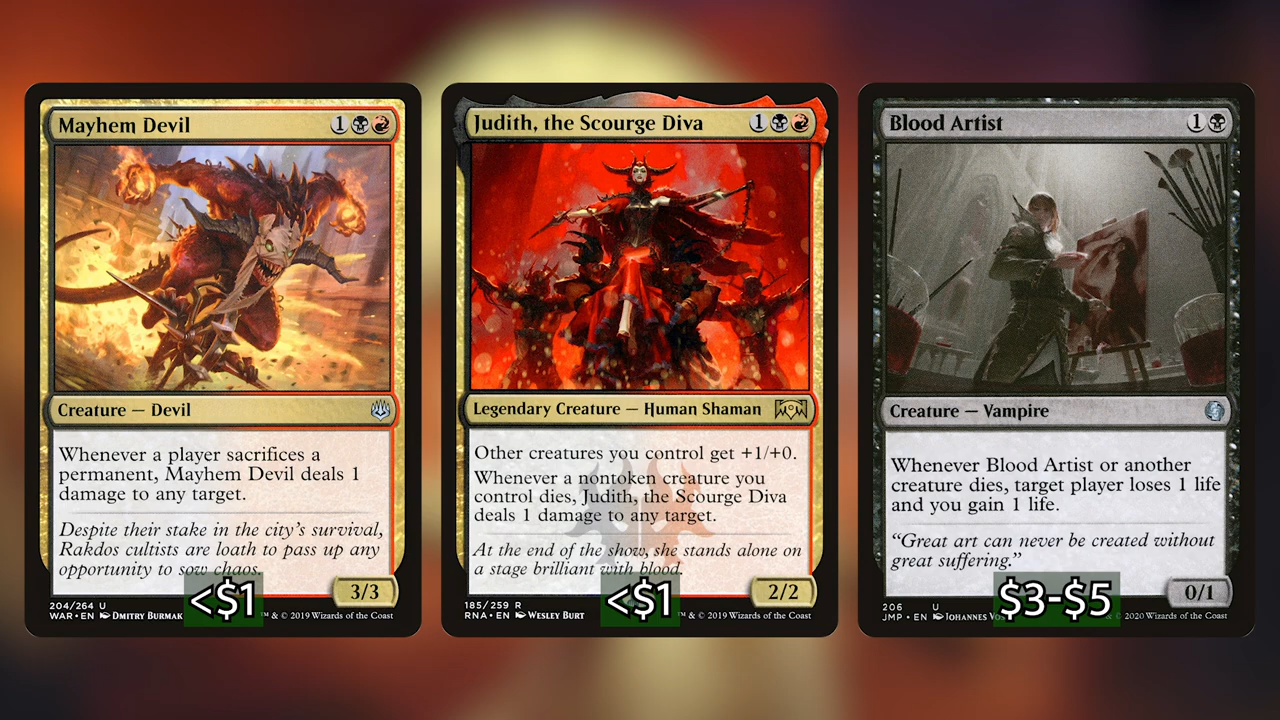 Mayhem Devil 1
Creature — Devil
Whenever a player sacrifices a
permanent, Mayhem Devil deals 1
damage to any target.
Despite their stake in the city's survival,
Rakdos cultists are loath to pass up any
opportunity to sow chaos.
3/3
204/264 U
WAR • EN DMITRY BURMAK ™ & © 2019 Wizards of the Coast
<$1
Judith, the Scourge Diva 1
Legendary Creature — Human Shaman
Other creatures you control get +1/+0.
Whenever a nontoken creature you
control dies, Judith, the Scourge Diva
deals 1 damage to any target.
At the end of the show, she stands alone on
a stage brilliant with blood.
2/2
185/259 R
RNA • EN WESLEY BURT ™ & © 2019 Wizards of the Coast
<$1
Blood Artist 1
Creature — Vampire
Whenever Blood Artist or another
creature dies, target player loses 1 life
and you gain 1 life.
“Great art can never be created without
great suffering.”
0/1
206 U
JMP • EN JOHANNES & © 2020 Wizards of the Coast
$3-$5